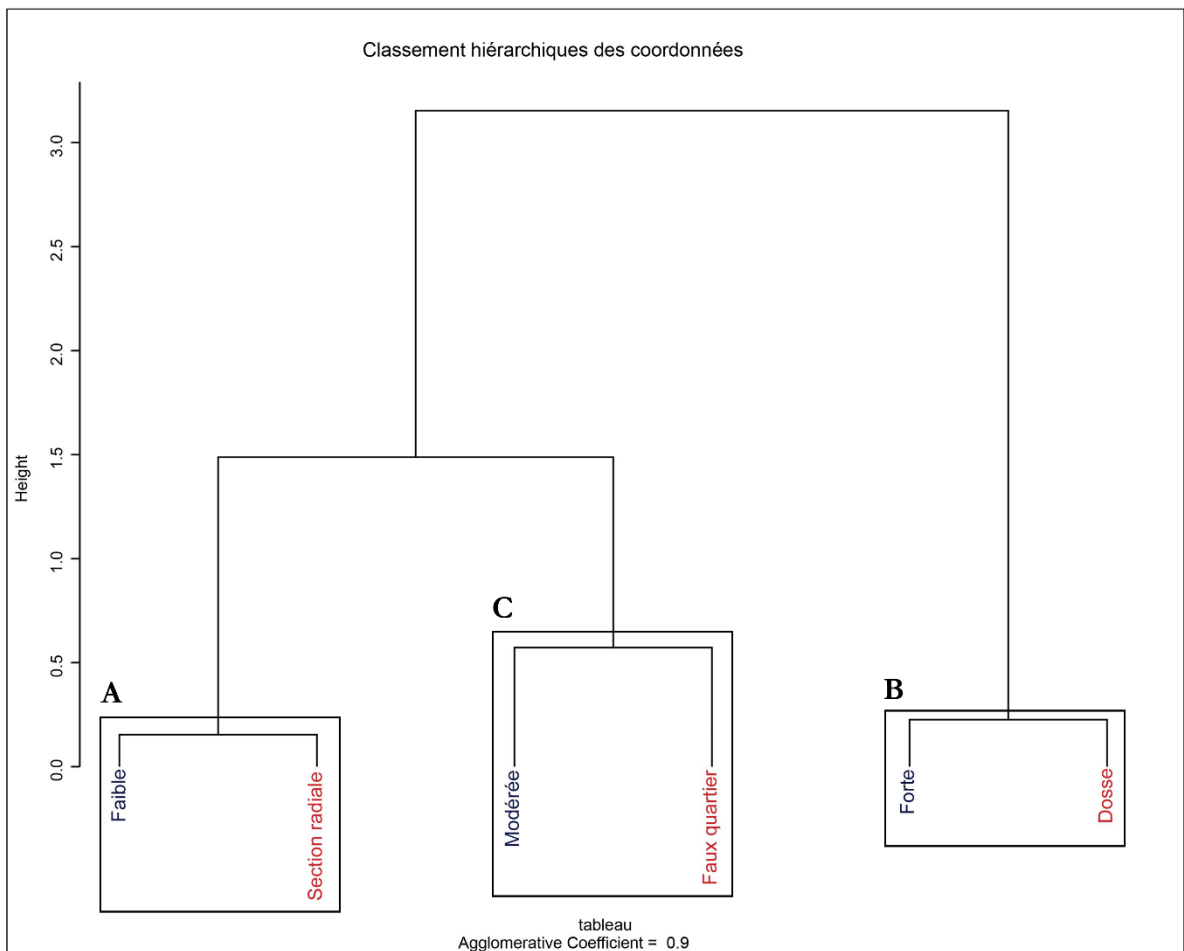 Classement hiérarchiques des coordonnées
Height
3.0
2.5
2.0
1.5
1.0
0.5
0.0
A
C
B
Faible
Section radiale
Modérée
Faux quartier
Forte
Dosse
tableau
Agglomerative Coefficient = 0.9